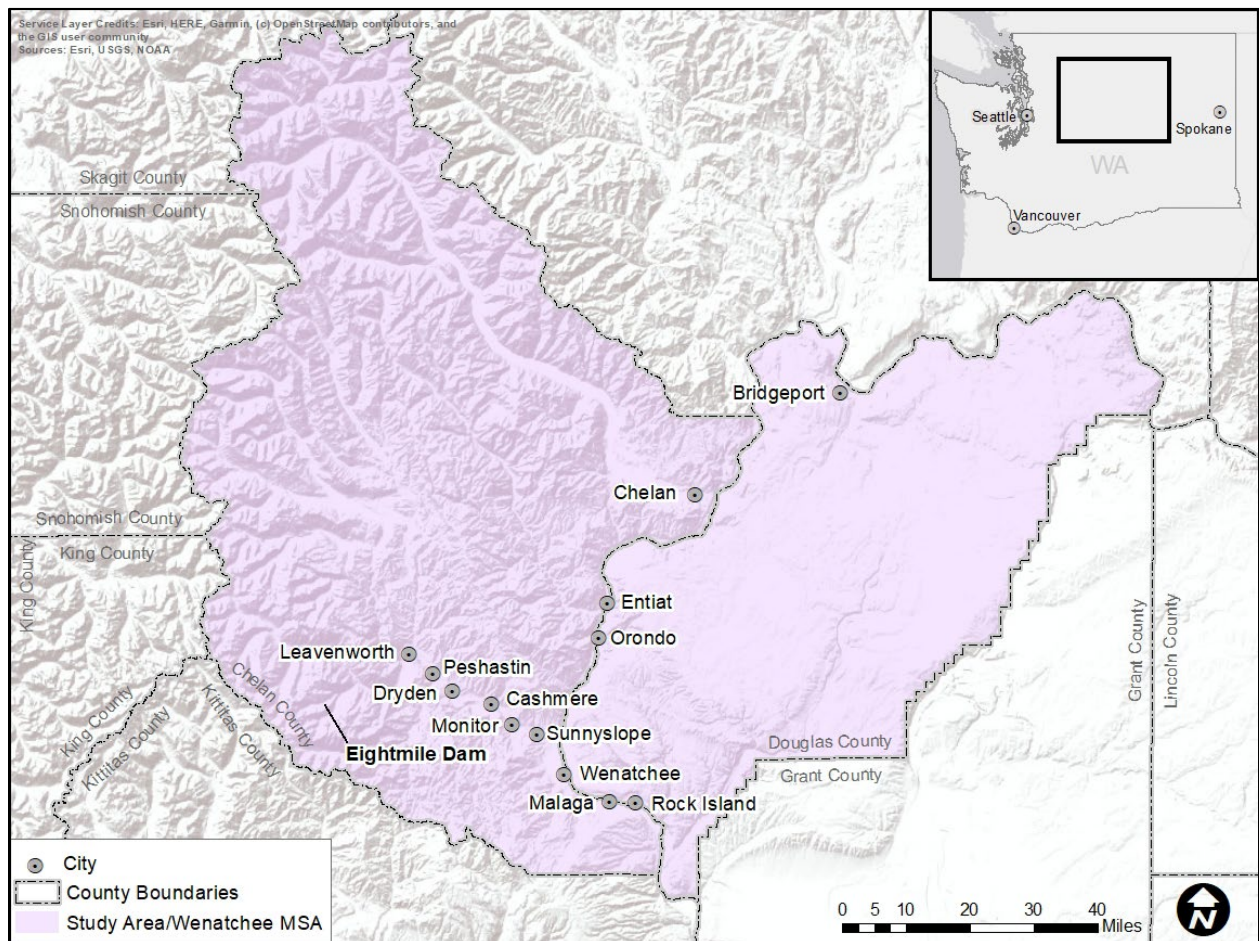 Service Layer Credits: Esri, HERE, Garmin, (c) OpenStreetMap contributors, and
the GIS user community
Sources: Esri, USGS, NOAA
Seattle
Spokane
WA
Vancouver
Skagit County
Snohomish County
Bridgeport
Chelan
Snohomish County
King County
King County
Entiat
Orondo
Leavenworth
Peshastin
Dryden
Cashmere
Monitor
Sunnyslope
Chelan County
Kittitas County
King County
Kittitas County
Eightmile Dam
Grant County
Lincoln County
Douglas County
Grant County
Wenatchee
Malaga
Rock Island
City
County Boundaries
Study Area/Wenatchee MSA
0 5 10 20 30 40
Miles
N